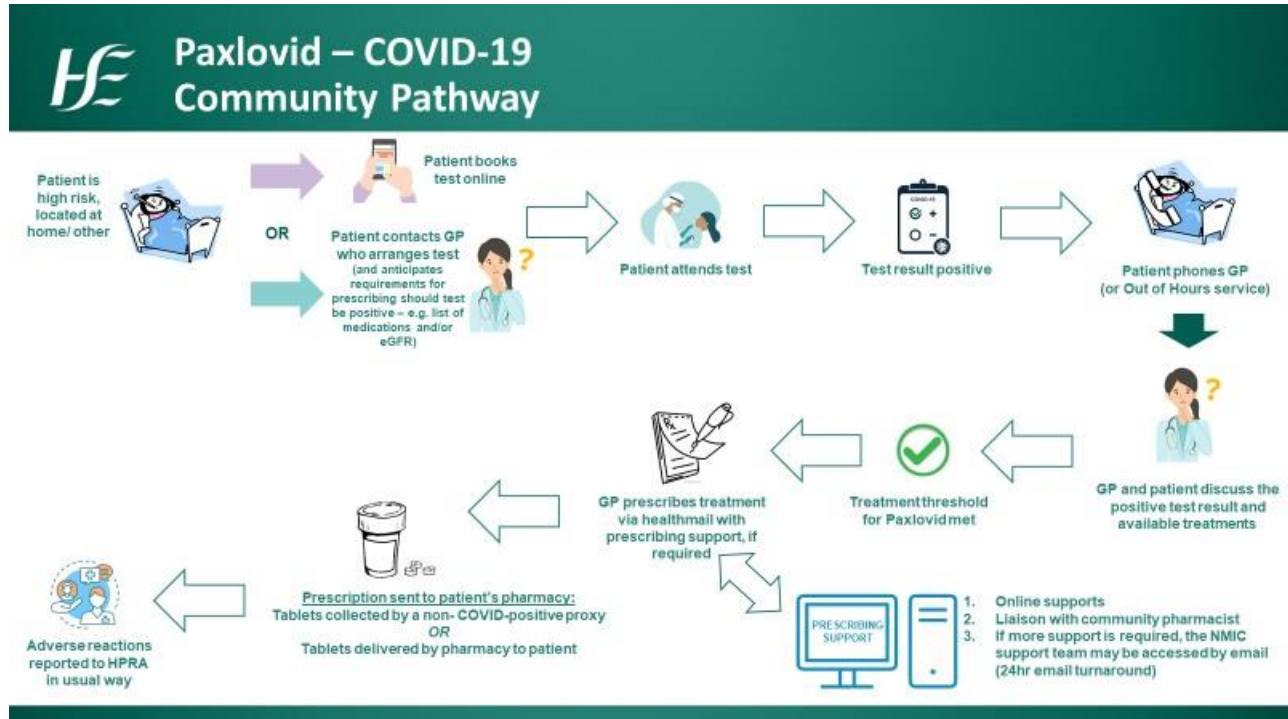 HSE
Paxlovid – COVID-19
Community Pathway
Patient is
high risk,
located at
home/ other
OR
Patient books
test online
Patient contacts GP
who arranges test
(and anticipates
requirements for
prescribing should test
be positive – e.g. list of
medications and/or
eGFR)
?
Patient attends test
COVID-19
+
-
Test result positive
Patient phones GP
(or Out of Hours service)
?
GP and patient discuss the
positive test result and
available treatments
Treatment threshold
for Paxlovid met
Rx
GP prescribes treatment
via healthmail with
prescribing support, if
required
PRESCRIBING
SUPPORT
1. Online supports
2. Liaison with community pharmacist
3. If more support is required, the NMIC
support team may be accessed by email
(24hr email turnaround)
Prescription sent to patient's pharmacy:
Tablets collected by a non- COVID-positive proxy
OR
Tablets delivered by pharmacy to patient
Adverse reactions
reported to HPRA
in usual way